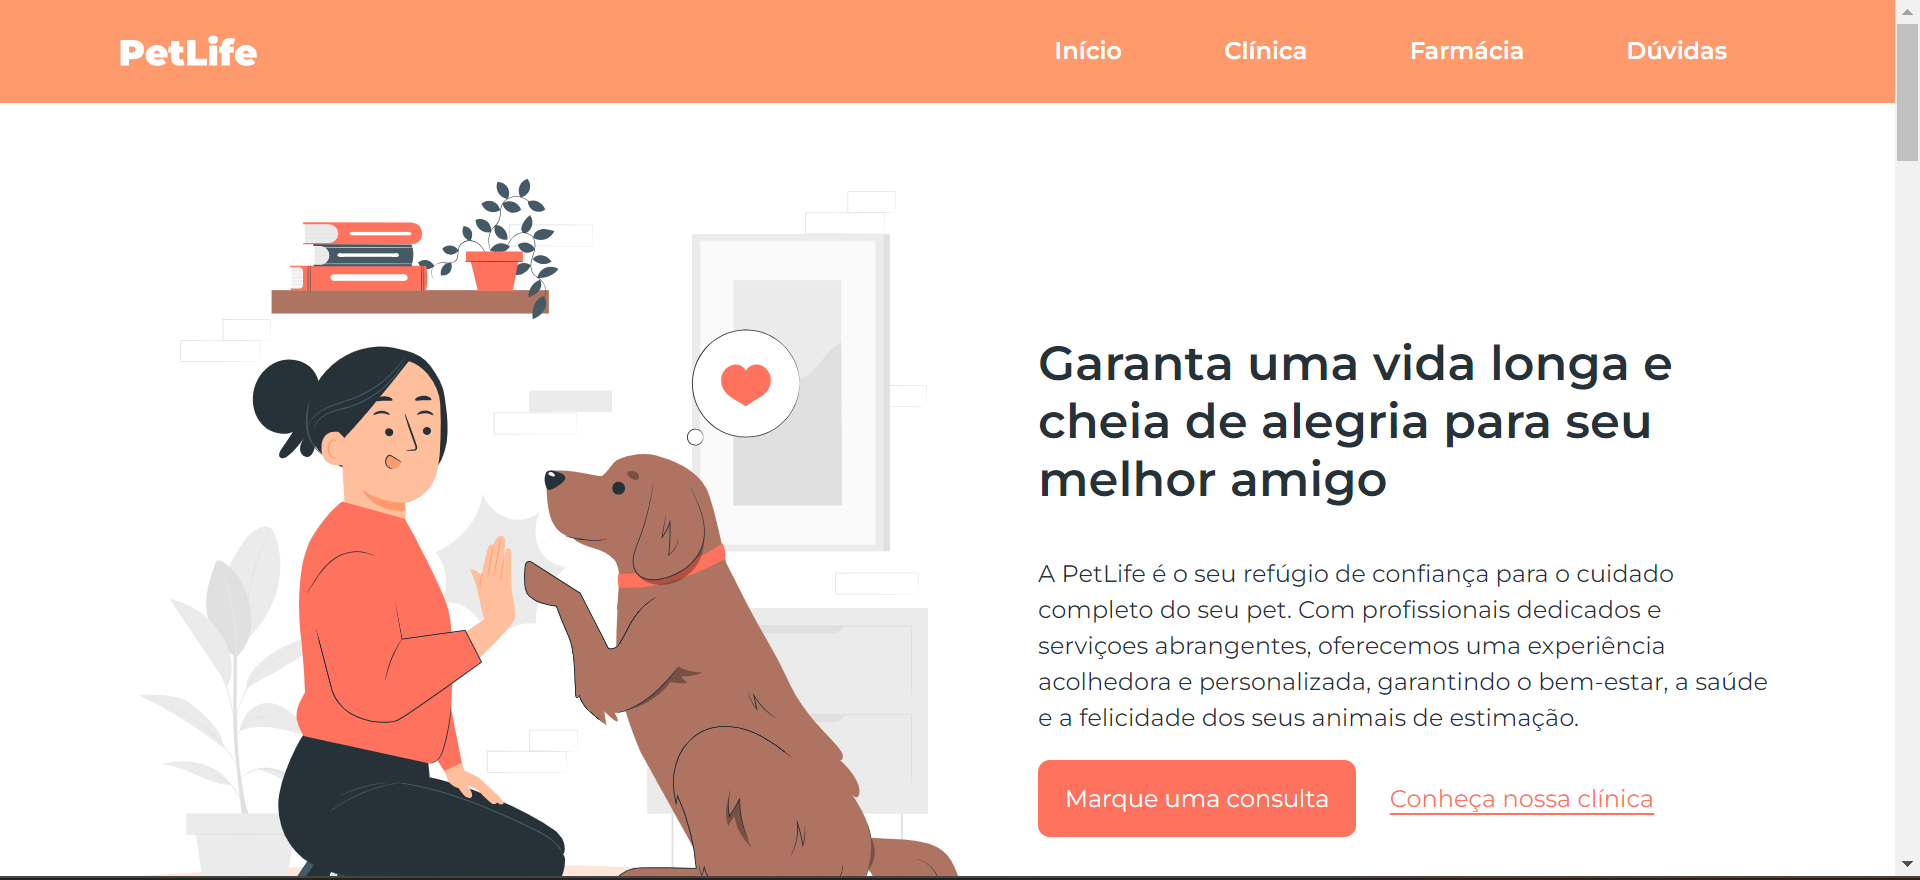 PetLife
Início
Clínica
Farmácia
Dúvidas
Garanta uma vida longa e
cheia de alegria para seu
melhor amigo
A PetLife é o seu refúgio de confiança para o cuidado
completo do seu pet. Com profissionais dedicados e
serviçoes abrangentes, oferecemos uma experiência
acolhedora e personalizada, garantindo o bem-estar, a saúde
e a felicidade dos seus animais de estimação.
Marque uma consulta
Conheça nossa clínica